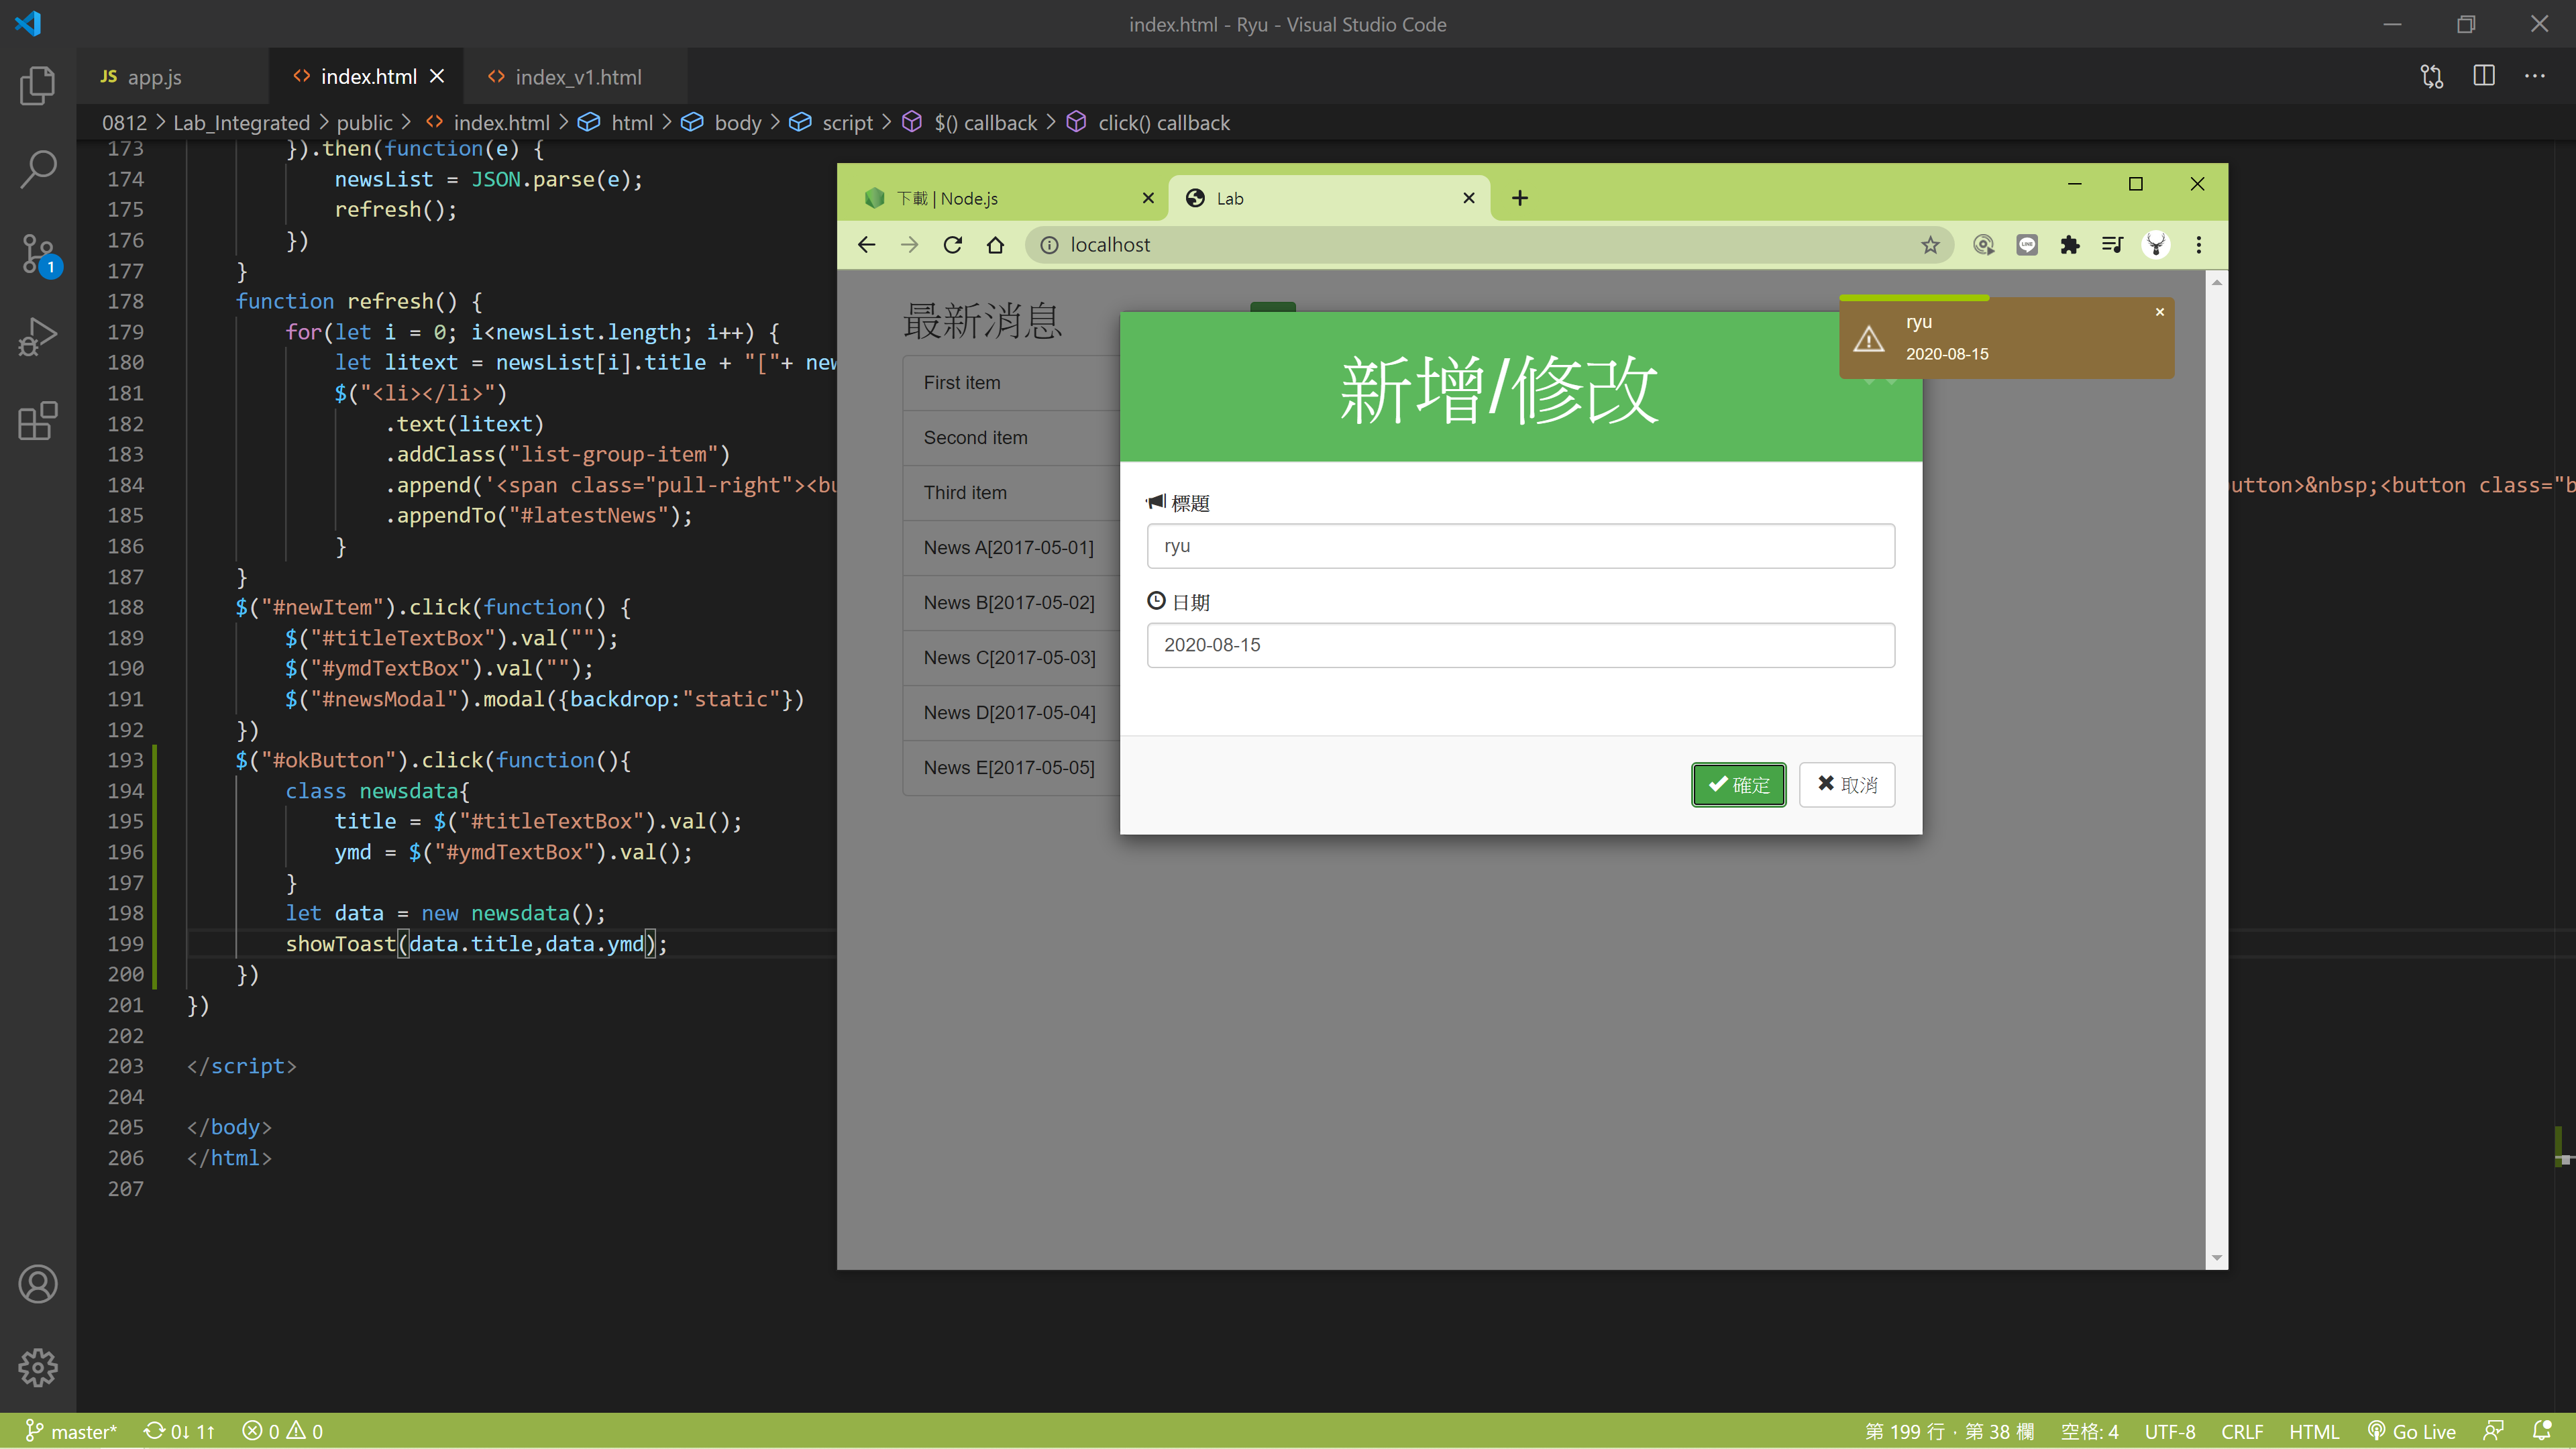 index.html - Ryu - Visual Studio Code
JS app.js
<> index.html
<> index_v1.html
0812 > Lab_Integrated > public > <> index.html > html > body > script > $() callback > click() callback
173 }).then(function(e) {
174 newsList = JSON.parse(e);
175 refresh();
176 })
177 }
178 function refresh() {
179 for(let i = 0; i<newsList.length; i++) {
180 let litext = newsList[i].title + "["+ new
181 $("<li></li>")
182 .text(litext)
183 .addClass("list-group-item")
184 .append('<span class="pull-right"><bu
utton>&nbsp;<button class="b
185 .appendTo("#latestNews");
186 }
187 }
188 $("#newItem").click(function() {
189 $("#titleTextBox").val("");
190 $("#ymdTextBox").val("");
191 $("#newsModal").modal({backdrop:"static"})
192 })
193 $("#okButton").click(function(){
194 class newsdata{
195 title = $("#titleTextBox").val();
196 ymd = $("#ymdTextBox").val();
197 }
198 let data = new newsdata();
199 showToast(data.title,data.ymd);
200 })
201 })
202
203 </script>
204
205 </body>
206 </html>
207
下載 | Node.js
Lab
localhost
最新消息
First item
Second item
Third item
News A[2017-05-01]
News B[2017-05-02]
News C[2017-05-03]
News D[2017-05-04]
News E[2017-05-05]
新增/修改
ryu
2020-08-15
標題
ryu
日期
2020-08-15
確定
取消
1
LINE
master* 0↓ 1↑ 0 0
第 199 行，第 38 欄 空格: 4 UTF-8 CRLF HTML Go Live